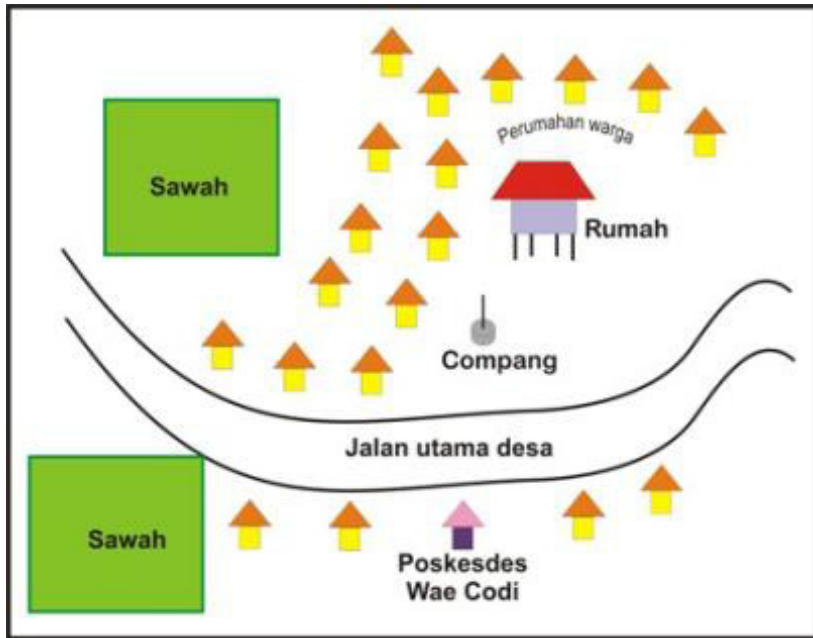 Perumahan warga
Sawah
Rumah
Compang
Jalan utama desa
Sawah
Poskesdes
Wae Codi